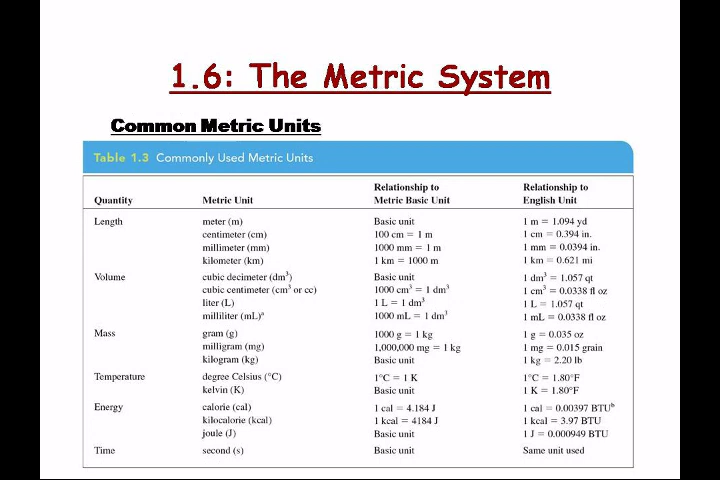 1.6: The Metric System
Common Metric Units
Table 1.3 Commonly Used Metric Units
Quantity Metric Unit Relationship to Metric Basic Unit Relationship to English Unit
Length meter (m) Basic unit 1 m = 1.094 yd
centimeter (cm) 100 cm = 1 m 1 cm = 0.394 in.
millimeter (mm) 1000 mm = 1 m 1 mm = 0.0394 in.
kilometer (km) 1 km = 1000 m 1 km = 0.621 mi
Volume cubic decimeter (dm³) Basic unit 1 dm³ = 1.057 qt
cubic centimeter (cm³ or cc) 1000 cm³ = 1 dm³ 1 cm³ = 0.0338 fl oz
liter (L) 1 L = 1 dm³ 1 L = 1.057 qt
milliliter (mL)ᵃ 1000 mL = 1 dm³ 1 mL = 0.0338 fl oz
Mass gram (g) 1000 g = 1 kg 1 g = 0.035 oz
milligram (mg) 1,000,000 mg = 1 kg 1 mg = 0.015 grain
kilogram (kg) Basic unit 1 kg = 2.20 lb
Temperature degree Celsius (°C) 1°C = 1 K 1°C = 1.80°F
kelvin (K) Basic unit 1 K = 1.80°F
Energy calorie (cal) 1 cal = 4.184 J 1 cal = 0.00397 BTUᵇ
kilocalorie (kcal) 1 kcal = 4184 J 1 kcal = 3.97 BTU
joule (J) Basic unit 1 J = 0.000949 BTU
Time second (s) Basic unit Same unit used